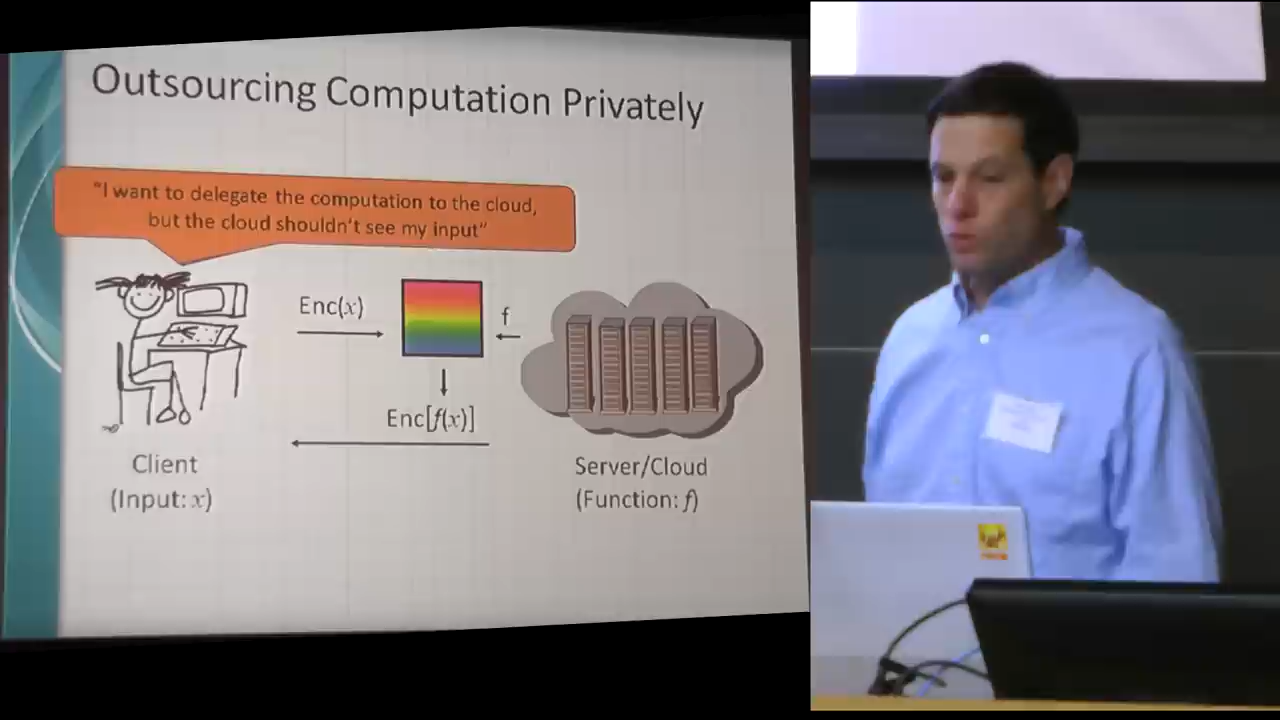 Outsourcing Computation Privately
"I want to delegate the computation to the cloud,
but the cloud shouldn't see my input"
Enc(x)
f
Enc[f(x)]
Client
(Input: x)
Server/Cloud
(Function: f)